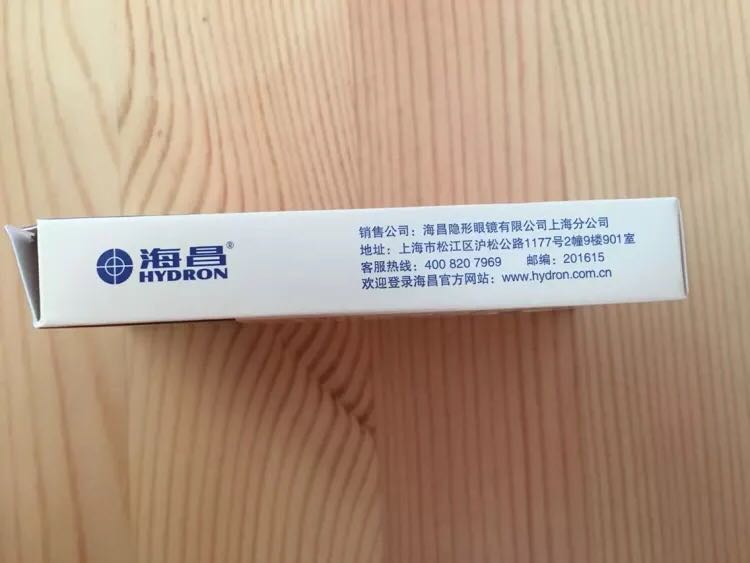 海昌®
HYDRON
销售公司：海昌隐形眼镜有限公司上海分公司
地址：上海市松江区沪松公路1177号2幢9楼901室
客服热线：400 820 7969 邮编：201615
欢迎登录海昌官方网站：www.hydron.com.cn